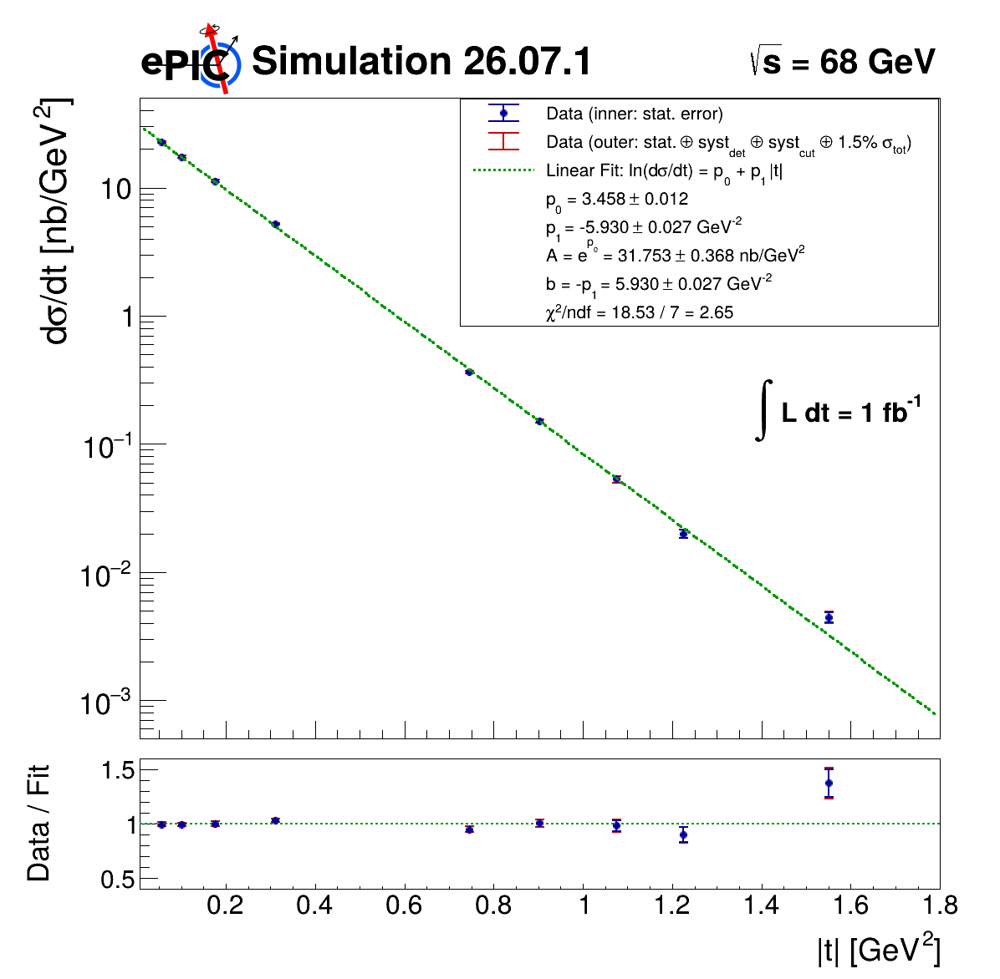 ePIC Simulation 26.07.1
√s = 68 GeV
dσ/dt [nb/GeV²]
10
1
10⁻¹
10⁻²
10⁻³
Data (inner: stat. error)
Data (outer: stat. ⊕ syst_det ⊕ syst_cut ⊕ 1.5% σ_tot)
Linear Fit: ln(dσ/dt) = p₀ + p₁|t|
p₀ = 3.458 ± 0.012
p₁ = -5.930 ± 0.027 GeV⁻²
A = e^p₀ = 31.753 ± 0.368 nb/GeV²
b = -p₁ = 5.930 ± 0.027 GeV⁻²
χ²/ndf = 18.53 / 7 = 2.65
∫ L dt = 1 fb⁻¹
Data / Fit
1.5
1
0.5
0.2 0.4 0.6 0.8 1 1.2 1.4 1.6 1.8
|t| [GeV²]